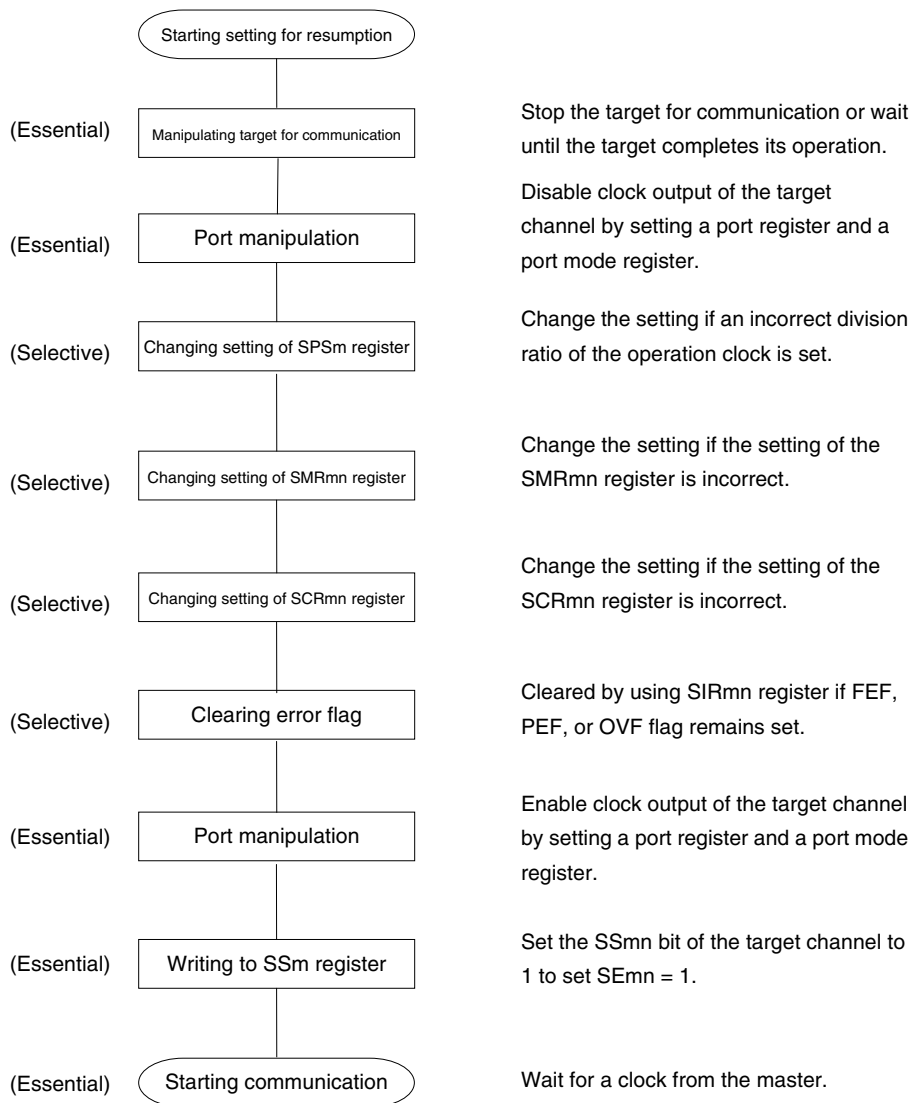 Starting setting for resumption
(Essential)
Manipulating target for communication
Stop the target for communication or wait
until the target completes its operation.
(Essential)
Port manipulation
Disable clock output of the target
channel by setting a port register and a
port mode register.
(Selective)
Changing setting of SPSm register
Change the setting if an incorrect division
ratio of the operation clock is set.
(Selective)
Changing setting of SMRmn register
Change the setting if the setting of the
SMRmn register is incorrect.
(Selective)
Changing setting of SCRmn register
Change the setting if the setting of the
SCRmn register is incorrect.
(Selective)
Clearing error flag
Cleared by using SIRmn register if FEF,
PEF, or OVF flag remains set.
(Essential)
Port manipulation
Enable clock output of the target channel
by setting a port register and a port mode
register.
(Essential)
Writing to SSm register
Set the SSmn bit of the target channel to
1 to set SEmn = 1.
(Essential)
Starting communication
Wait for a clock from the master.